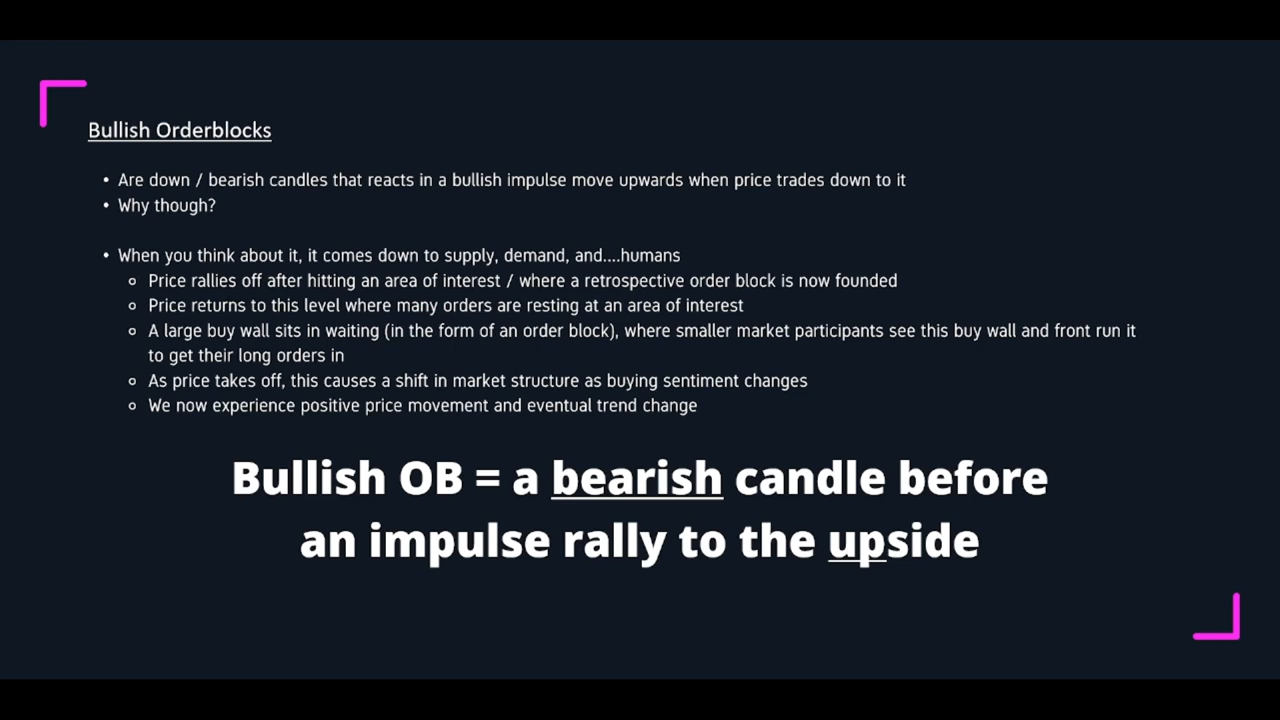 Bullish Orderblocks
• Are down / bearish candles that reacts in a bullish impulse move upwards when price trades down to it
• Why though?
• When you think about it, it comes down to supply, demand, and....humans
◦ Price rallies off after hitting an area of interest / where a retrospective order block is now founded
◦ Price returns to this level where many orders are resting at an area of interest
◦ A large buy wall sits in waiting (in the form of an order block), where smaller market participants see this buy wall and front run it
to get their long orders in
◦ As price takes off, this causes a shift in market structure as buying sentiment changes
◦ We now experience positive price movement and eventual trend change
Bullish OB = a bearish candle before
an impulse rally to the upside